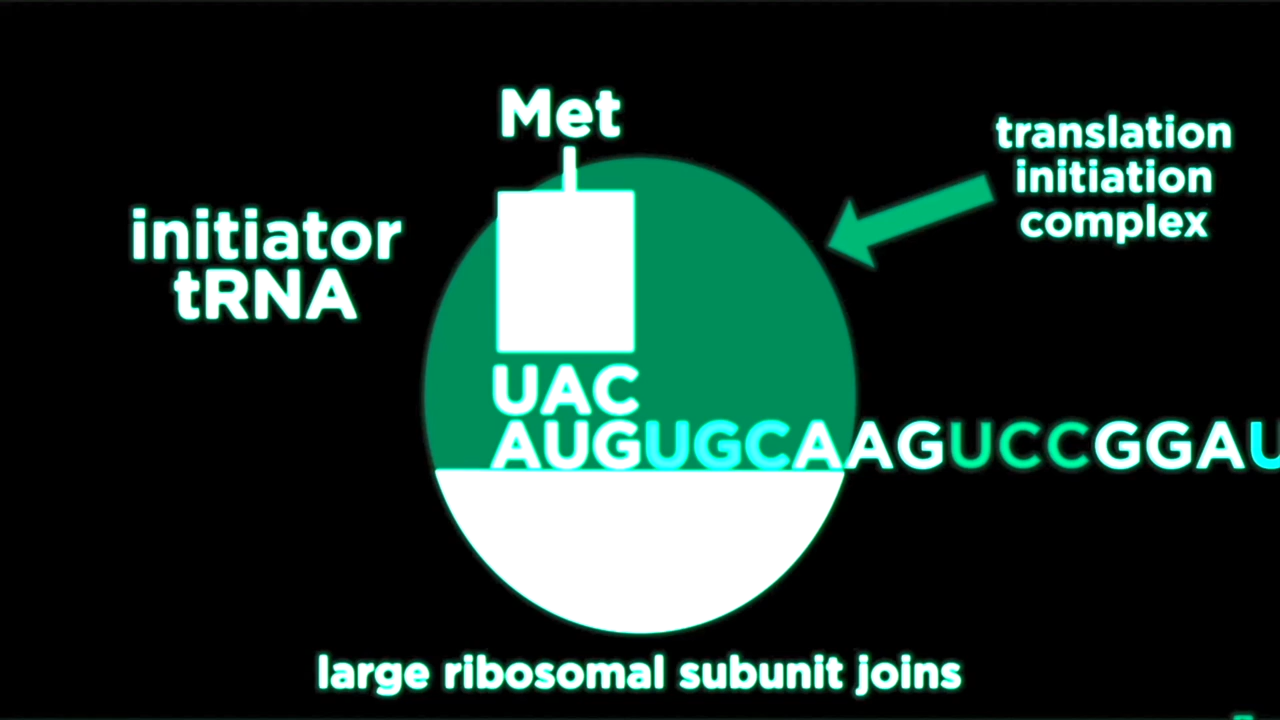 Met
initiator
tRNA
translation
initiation
complex
UAC
AUGUGCAAGUCCGGAU
large ribosomal subunit joins